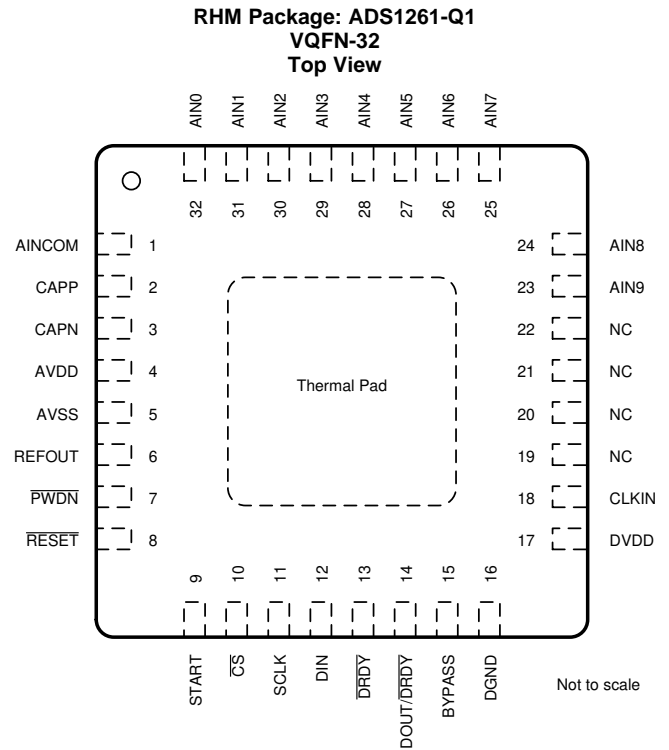 RHM Package: ADS1261-Q1
VQFN-32
Top View
AIN0
AIN1
AIN2
AIN3
AIN4
AIN5
AIN6
AIN7
32
31
30
29
28
27
26
25
AINCOM 1
CAPP 2
CAPN 3
AVDD 4
AVSS 5
REFOUT 6
PWDN 7
RESET 8
Thermal Pad
24 AIN8
23 AIN9
22 NC
21 NC
20 NC
19 NC
18 CLKIN
17 DVDD
9
10
11
12
13
14
15
16
START
CS
SCLK
DIN
DRDY
DOUT/DRDY
BYPASS
DGND
Not to scale